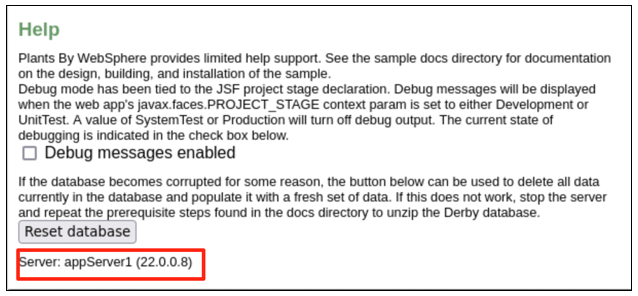 Help
Plants By WebSphere provides limited help support. See the sample docs directory for documentation
on the design, building, and installation of the sample.
Debug mode has been tied to the JSF project stage declaration. Debug messages will be displayed
when the web app's javax.faces.PROJECT_STAGE context param is set to either Development or
UnitTest. A value of SystemTest or Production will turn off debug output. The current state of
debugging is indicated in the check box below.
Debug messages enabled
If the database becomes corrupted for some reason, the button below can be used to delete all data
currently in the database and populate it with a fresh set of data. If this does not work, stop the server
and repeat the prerequisite steps found in the docs directory to unzip the Derby database.
Reset database
Server: appServer1 (22.0.0.8)